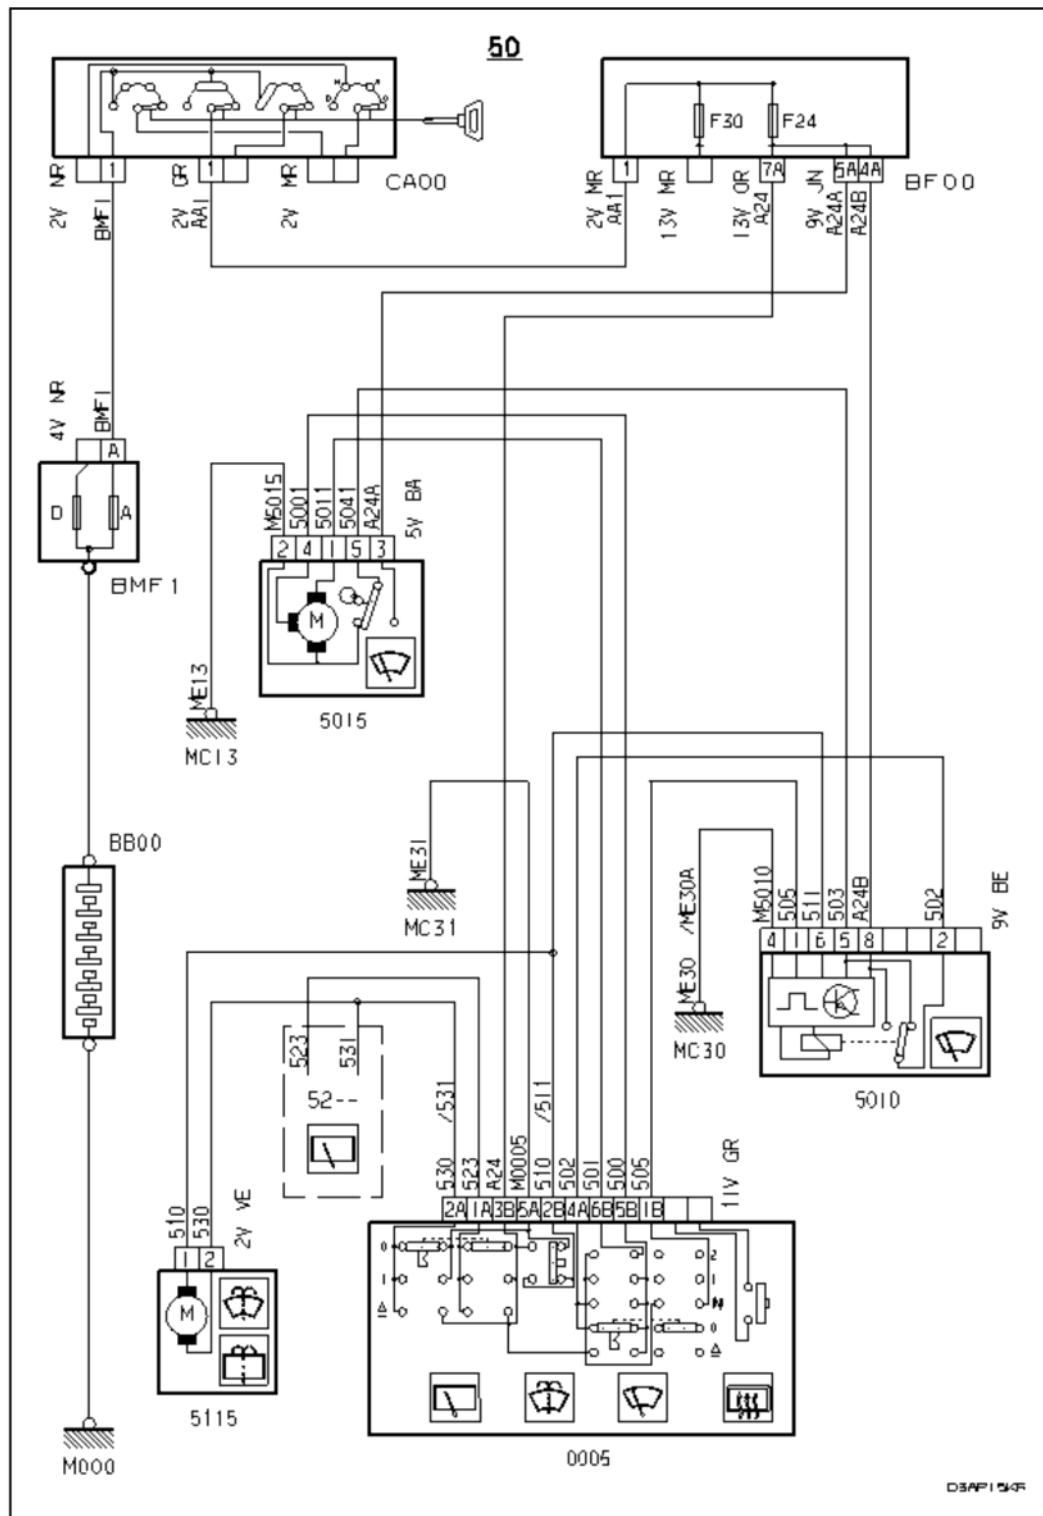 50
F30
F24
1
1
CA00
1
7A
5A
4A
BF00
2V NR
BMF1
GR
2V
AA1
MR
2V
2V MR
AA1
13V MR
13V OR
A24
9V JN
A24A
A24B
4V NR
BMF1
A
D
A
BMF1
M5015
5001
5011
5041
A24A
5V BA
2
4
1
5
3
M
5015
ME13
MC13
BB00
ME31
MC31
ME30 /ME30A
MC30
M5010
505
511
503
A24B
502
9V BE
4
1
6
5
8
2
5010
523
531
52--
530
/531
523
A24
M0005
510
/511
502
501
500
505
11V GR
2A
1A
3B
5A
2B
4A
6B
5B
1B
0
1
2
1
0
0005
510
530
2V VE
1
2
M
5115
M000